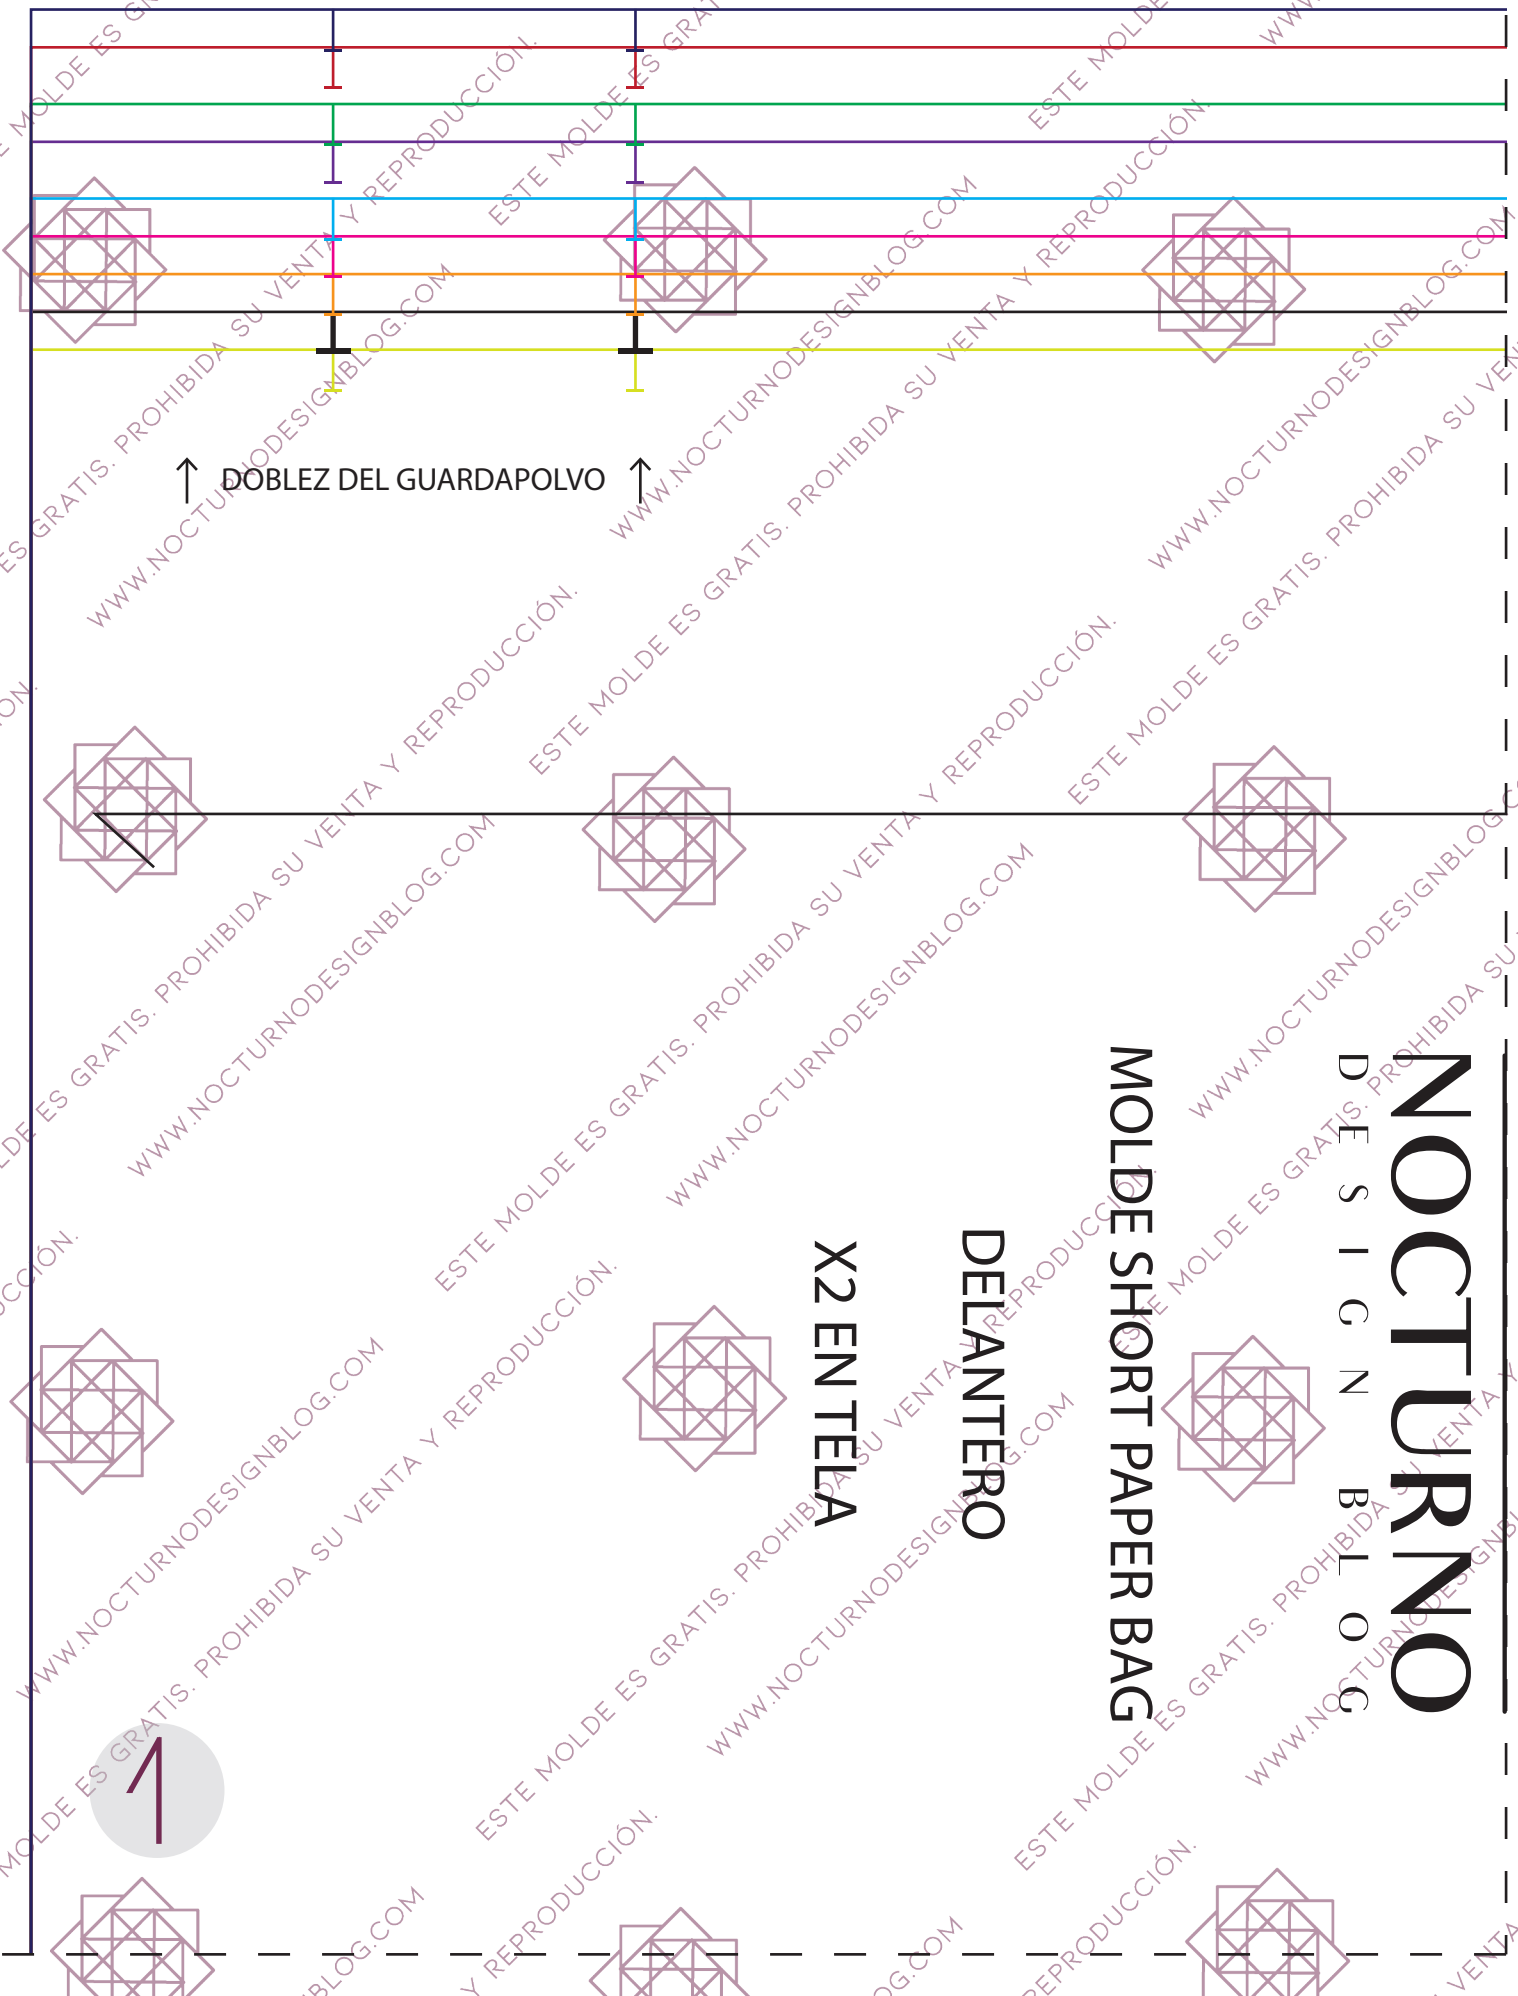 DOBLEZ DEL GUARDAPOLVO
NOCTURNO
DESIGN BLOG
MOLDE SHORT PAPER BAG
DELANTERO
X2 EN TELA
1
ESTE MOLDE ES GRATIS. PROHIBIDA SU VENTA Y REPRODUCCIÓN.
WWW.NOCTURNODESIGNBLOG.COM